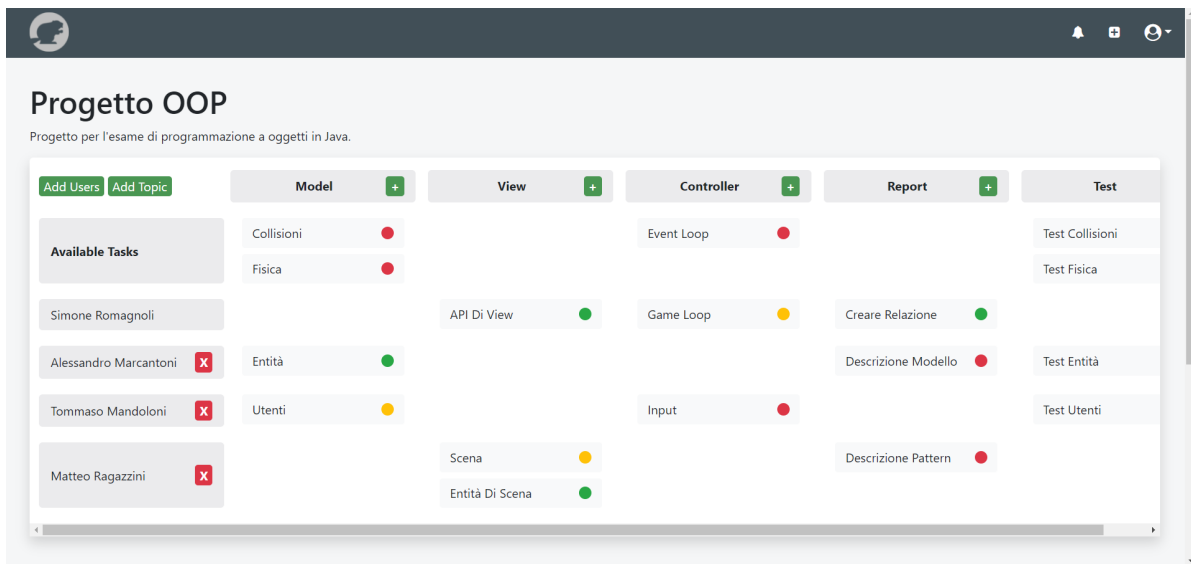 Progetto OOP
Progetto per l'esame di programmazione a oggetti in Java.
Add Users Add Topic Model + View + Controller + Report + Test
Collisioni Event Loop Test Collisioni
Available Tasks
Fisica Test Fisica
Simone Romagnoli API Di View Game Loop Creare Relazione
Alessandro Marcantoni X Entità Descrizione Modello Test Entità
Tommaso Mandoloni X Utenti Input Test Utenti
Scena Descrizione Pattern
Matteo Ragazzini X
Entità Di Scena